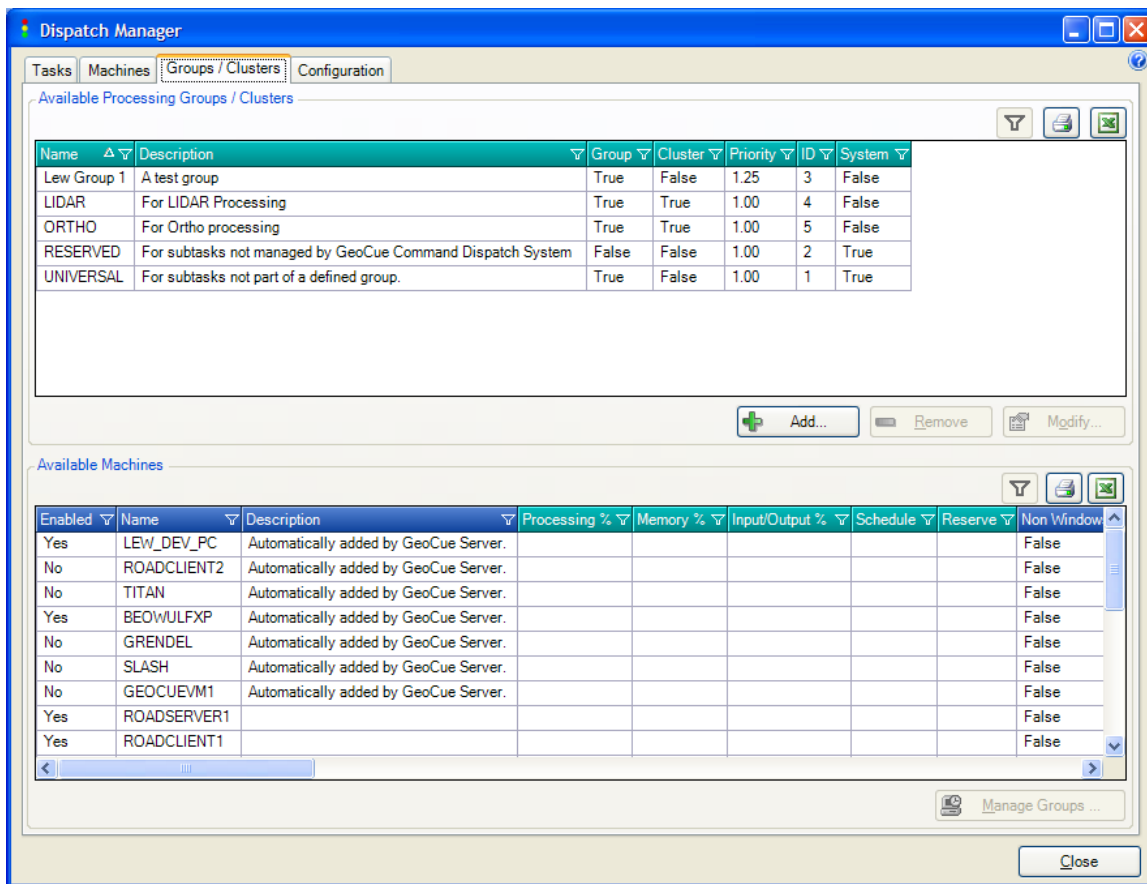 Dispatch Manager
Tasks Machines Groups / Clusters Configuration
Available Processing Groups / Clusters
Name Description Group Cluster Priority ID System
Lew Group 1 A test group True False 1.25 3 False
LIDAR For LIDAR Processing True True 1.00 4 False
ORTHO For Ortho processing True True 1.00 5 False
RESERVED For subtasks not managed by GeoCue Command Dispatch System False False 1.00 2 True
UNIVERSAL For subtasks not part of a defined group. True False 1.00 1 True
Add... Remove Modify...
Available Machines
Enabled Name Description Processing % Memory % Input/Output % Schedule Reserve Non Window
Yes LEW_DEV_PC Automatically added by GeoCue Server. False
No ROADCLIENT2 Automatically added by GeoCue Server. False
No TITAN Automatically added by GeoCue Server. False
Yes BEOWULFXP Automatically added by GeoCue Server. False
No GRENDEL Automatically added by GeoCue Server. False
No SLASH Automatically added by GeoCue Server. False
No GEOCUEVM1 Automatically added by GeoCue Server. False
Yes ROADSERVER1 False
Yes ROADCLIENT1 False
Manage Groups ...
Close